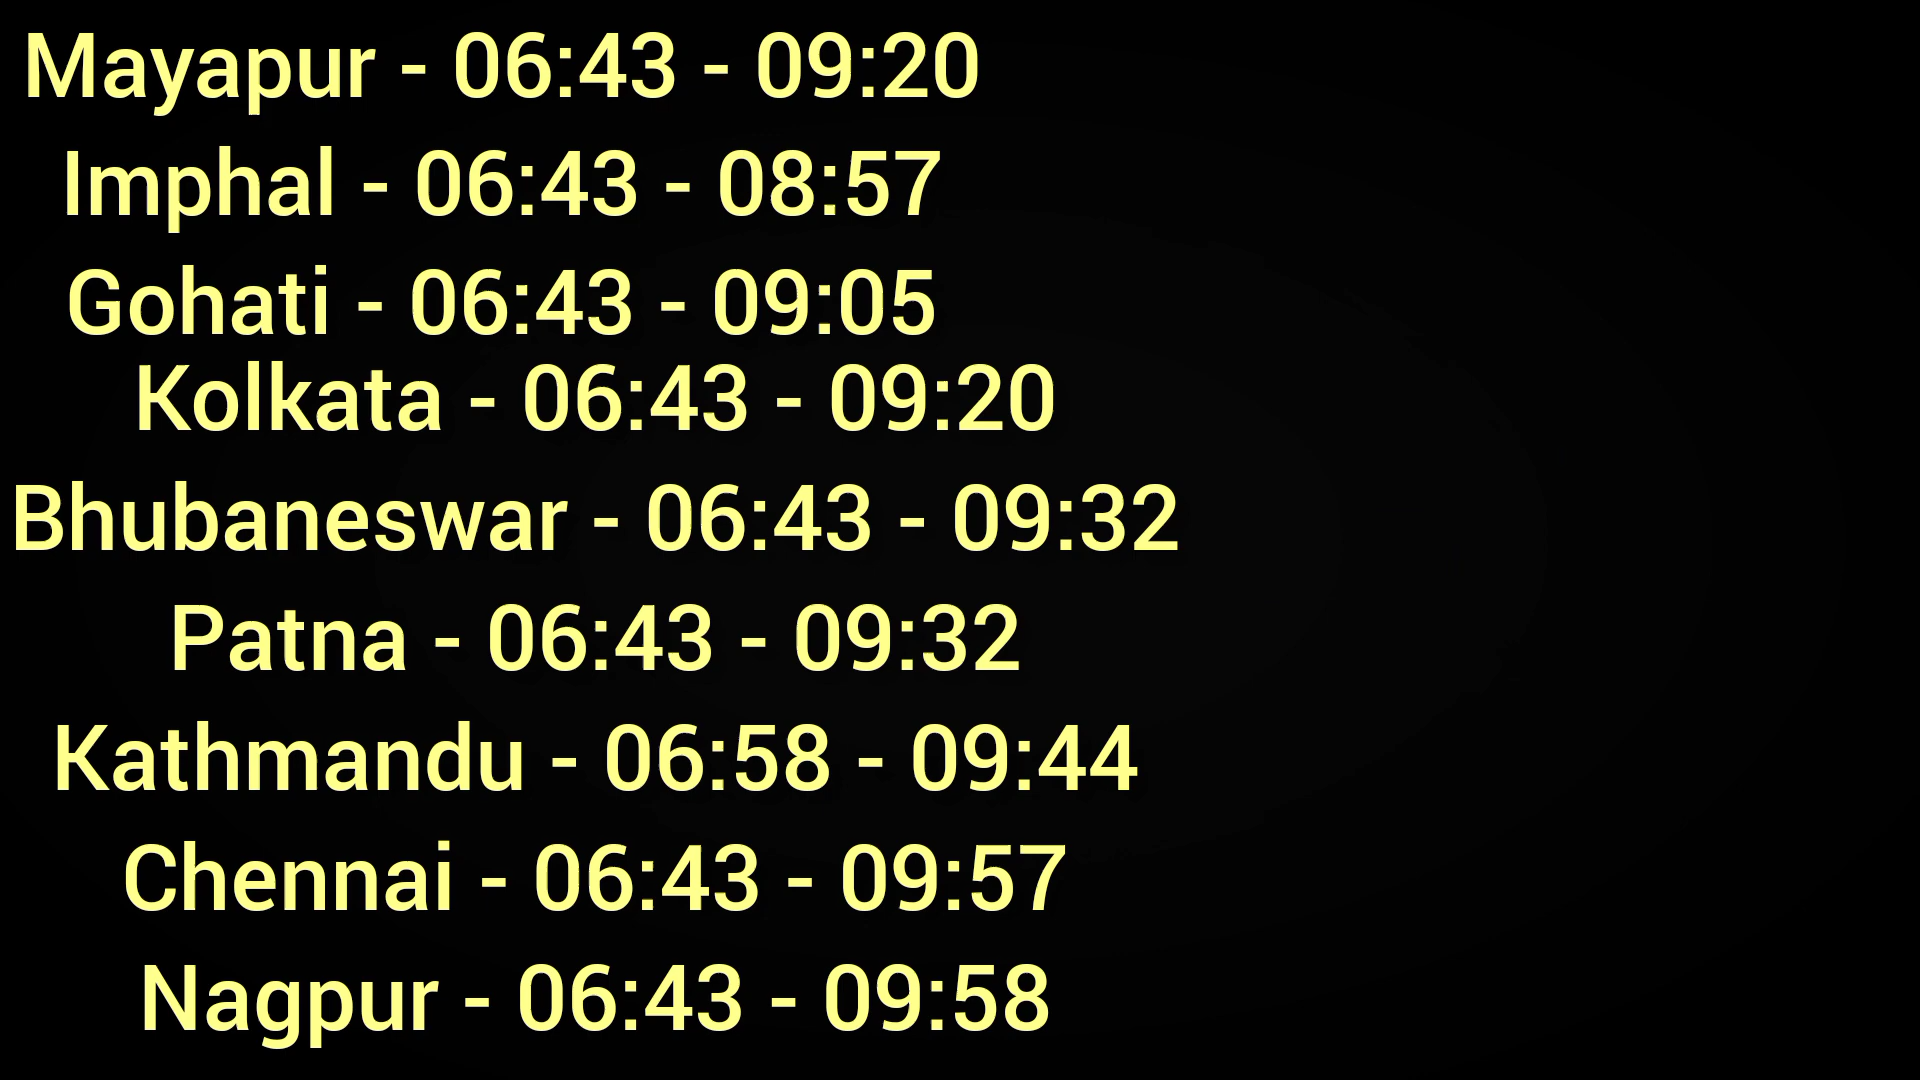 Mayapur - 06:43 - 09:20
Imphal - 06:43 - 08:57
Gohati - 06:43 - 09:05
Kolkata - 06:43 - 09:20
Bhubaneswar - 06:43 - 09:32
Patna - 06:43 - 09:32
Kathmandu - 06:58 - 09:44
Chennai - 06:43 - 09:57
Nagpur - 06:43 - 09:58